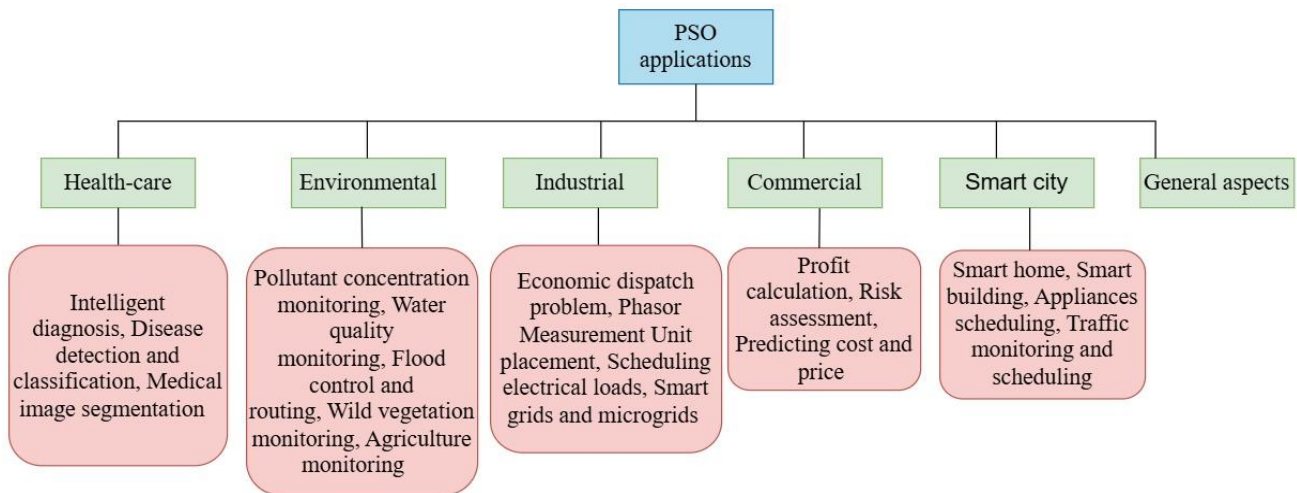 PSO
applications
Health-care
Environmental
Industrial
Commercial
Smart city
General aspects
Intelligent
diagnosis, Disease
detection and
classification, Medical
image segmentation
Pollutant concentration
monitoring, Water
quality
monitoring, Flood
control and
routing, Wild vegetation
monitoring, Agriculture
monitoring
Economic dispatch
problem, Phasor
Measurement Unit
placement, Scheduling
electrical loads, Smart
grids and microgrids
Profit
calculation, Risk
assessment,
Predicting cost and
price
Smart home, Smart
building, Appliances
scheduling, Traffic
monitoring and
scheduling